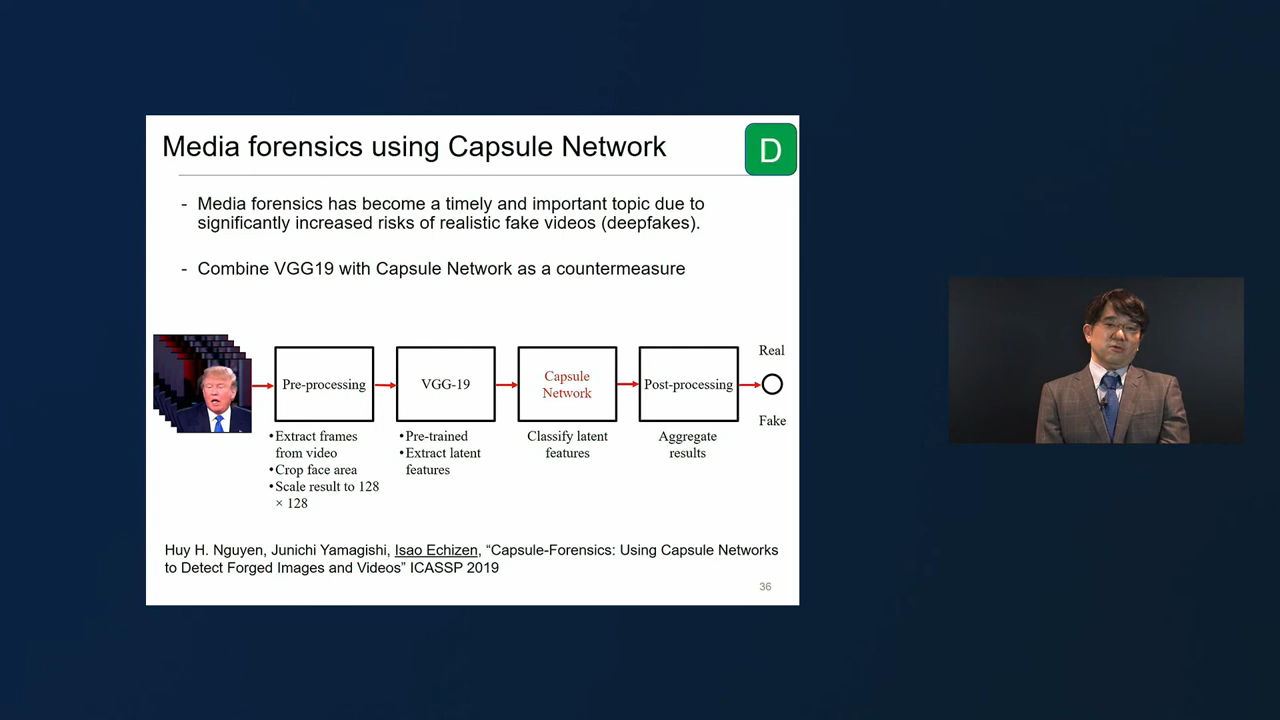 Media forensics using Capsule Network
D
- Media forensics has become a timely and important topic due to
significantly increased risks of realistic fake videos (deepfakes).
- Combine VGG19 with Capsule Network as a countermeasure
Pre-processing
VGG-19
Capsule
Network
Post-processing
Real
Fake
•Extract frames
from video
•Crop face area
•Scale result to 128
× 128
•Pre-trained
•Extract latent
features
Classify latent
features
Aggregate
results
Huy H. Nguyen, Junichi Yamagishi, Isao Echizen, “Capsule-Forensics: Using Capsule Networks
to Detect Forged Images and Videos” ICASSP 2019
36